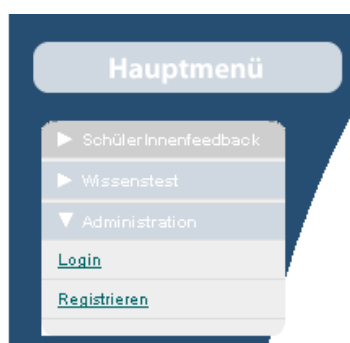 Hauptmenü
SchülerInnenfeedback
Wissenstest
Administration
Login
Registrieren